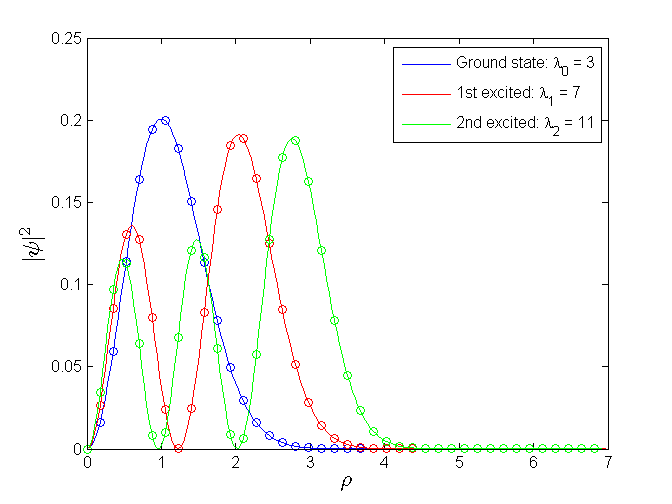 0.25
0.2
0.15
0.1
0.05
0
0 1 2 3 4 5 6 7
|ψ|²
ρ
Ground state: λ₀ = 3
1st excited: λ₁ = 7
2nd excited: λ₂ = 11